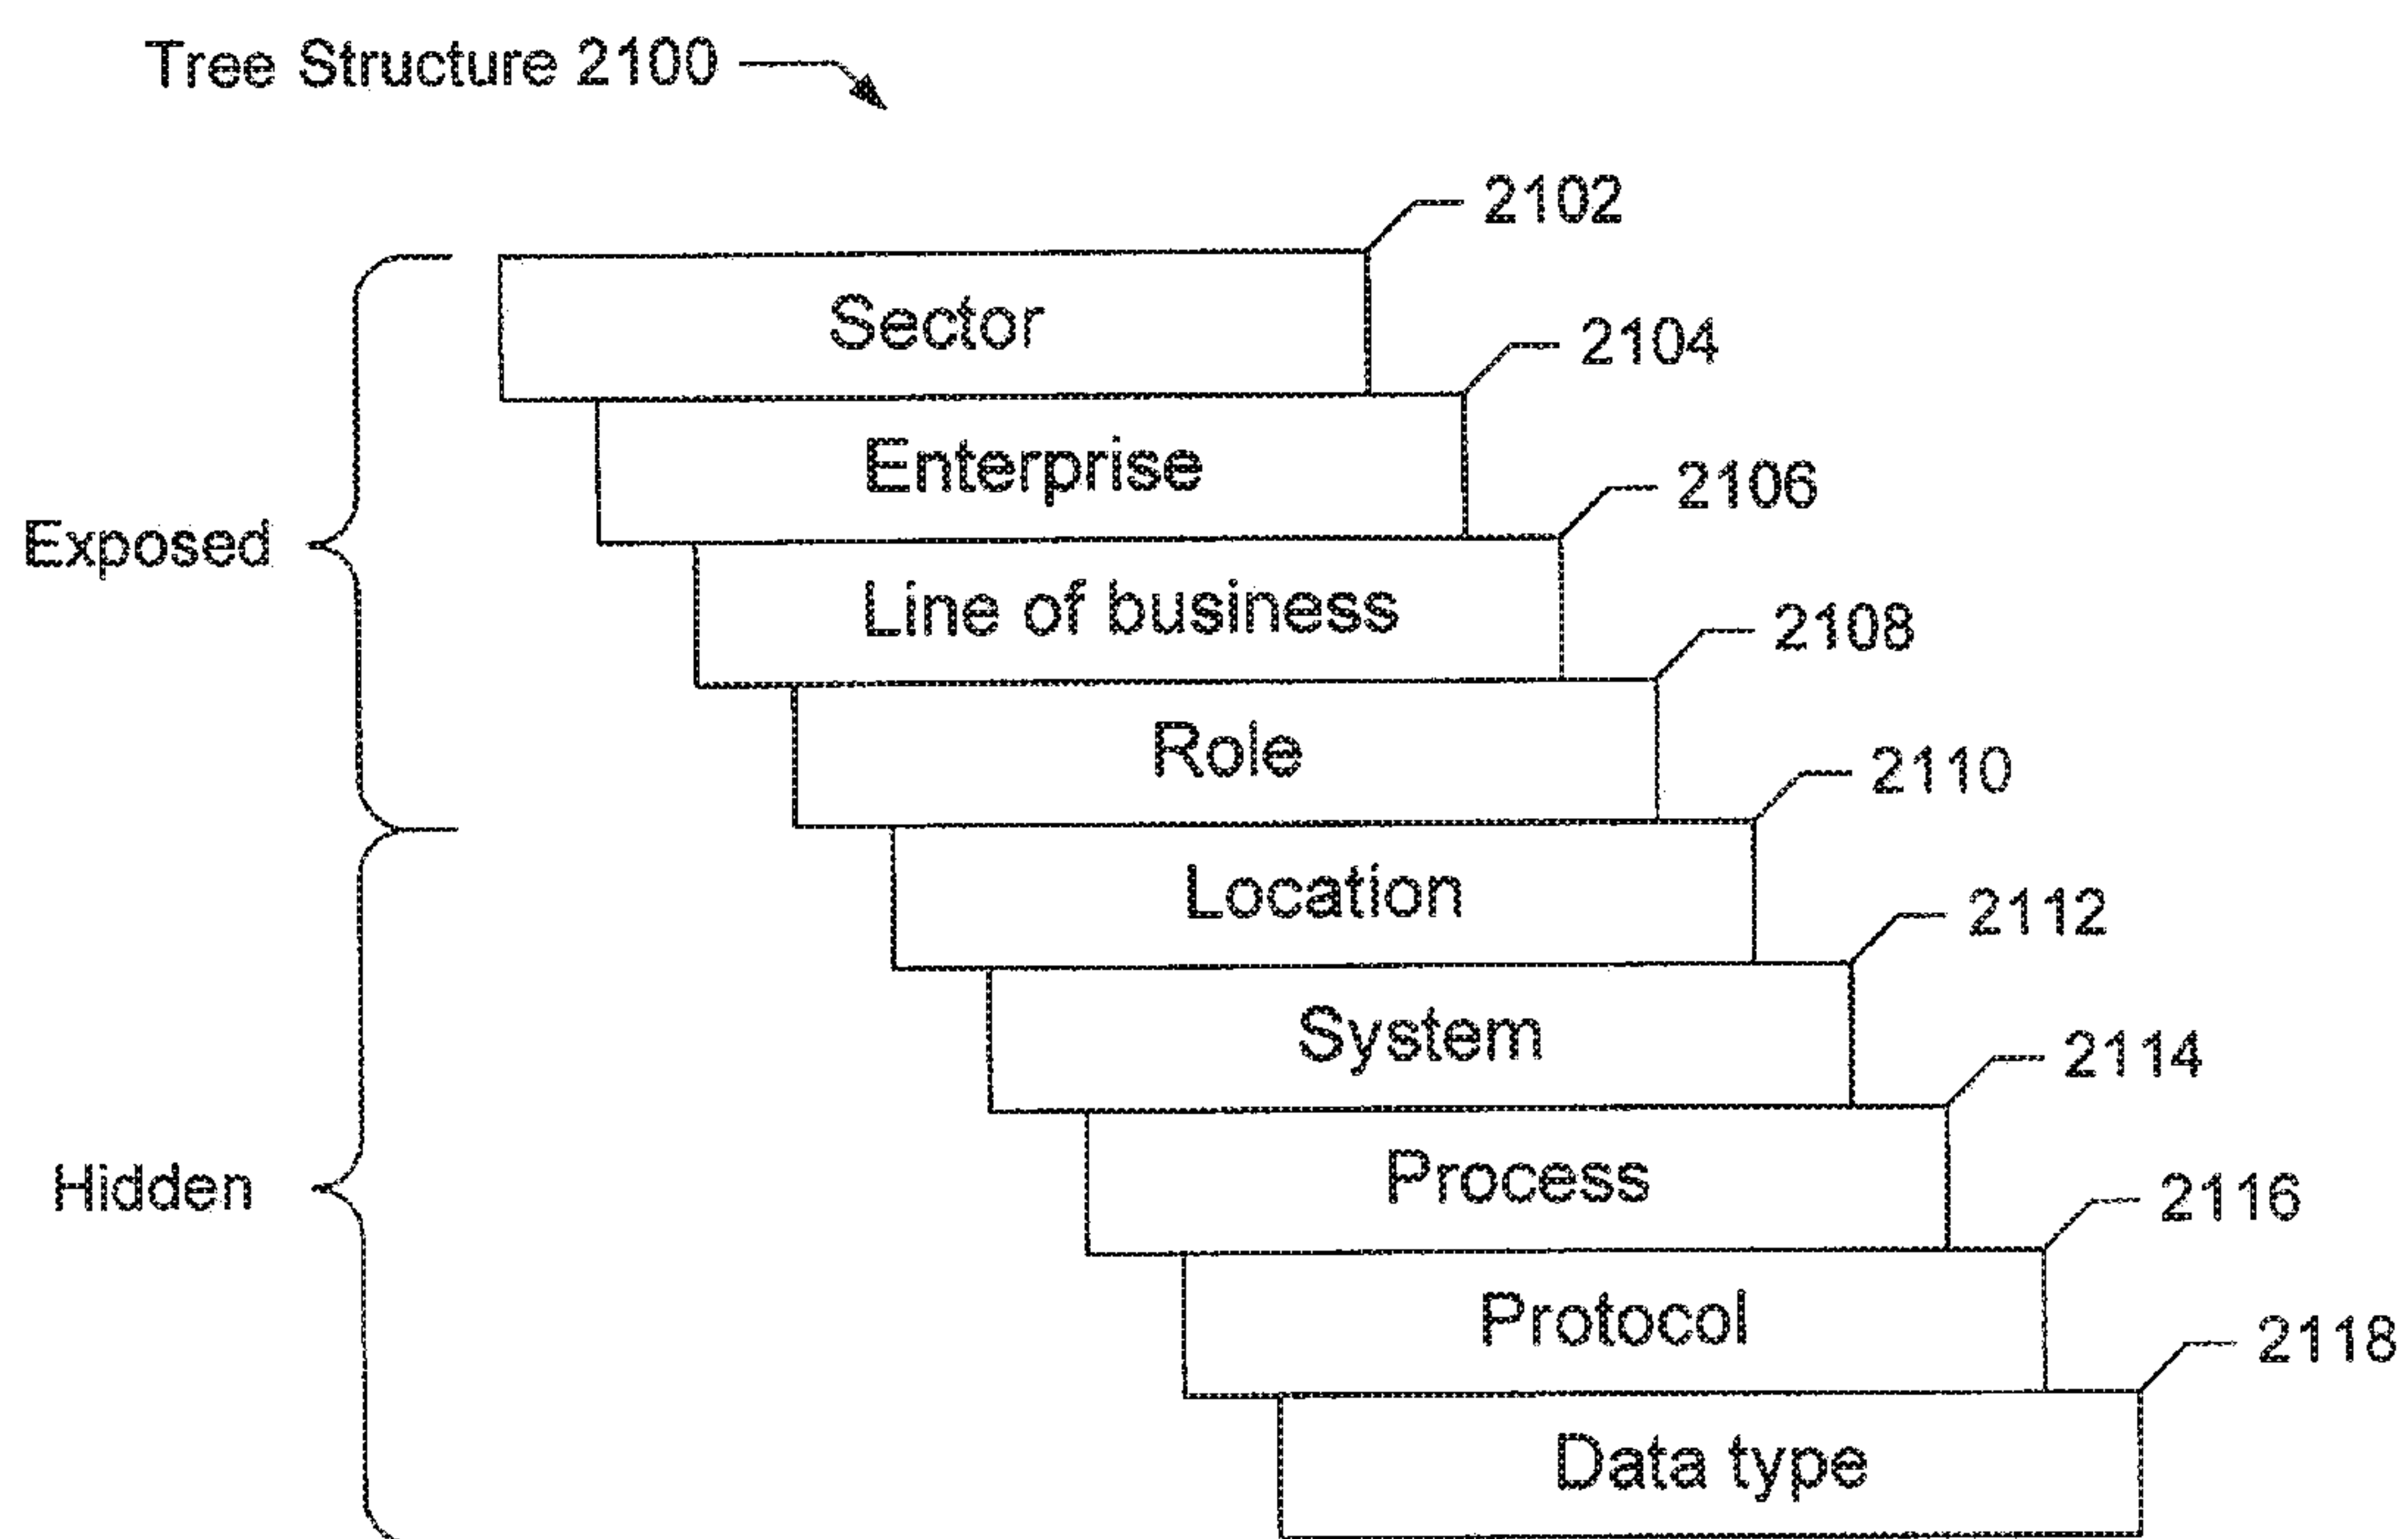 Tree Structure 2100
2102
Sector
2104
Enterprise
2106
Exposed
Line of business
2108
Role
2110
Location
2112
System
2114
Hidden
Process
2116
Protocol
2118
Data type